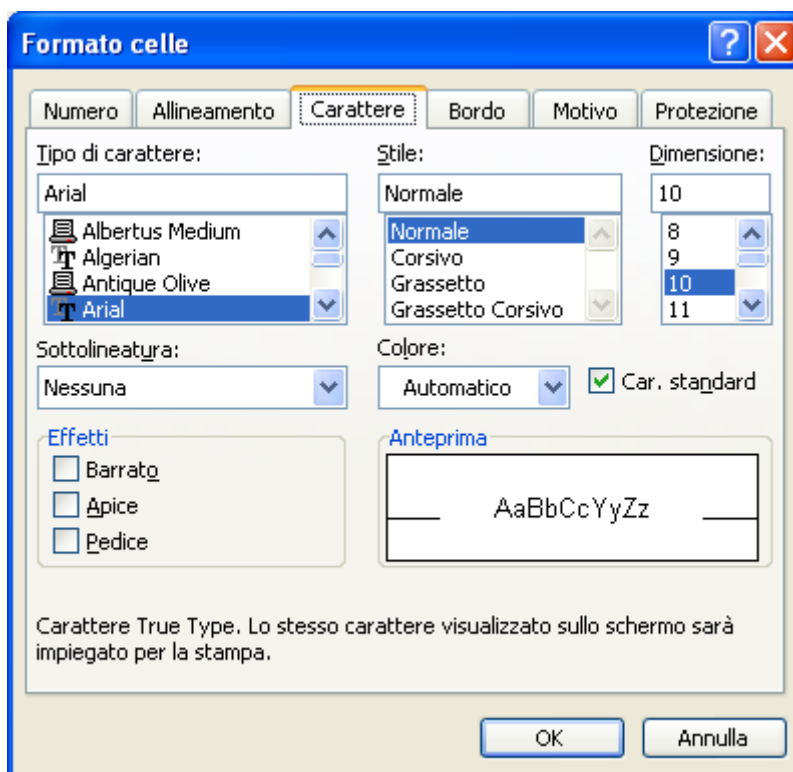 Formato celle
Numero Allineamento Carattere Bordo Motivo Protezione
Tipo di carattere: Stile: Dimensione:
Arial Normale 10
Albertus Medium Normale 8
Algerian Corsivo 9
Antique Olive Grassetto 10
Arial Grassetto Corsivo 11
Sottolineatura: Colore:
Nessuna Automatico Car. standard
Effetti Anteprima
Barrato
Apice AaBbCcYyZz
Pedice
Carattere True Type. Lo stesso carattere visualizzato sullo schermo sarà
impiegato per la stampa.
OK Annulla